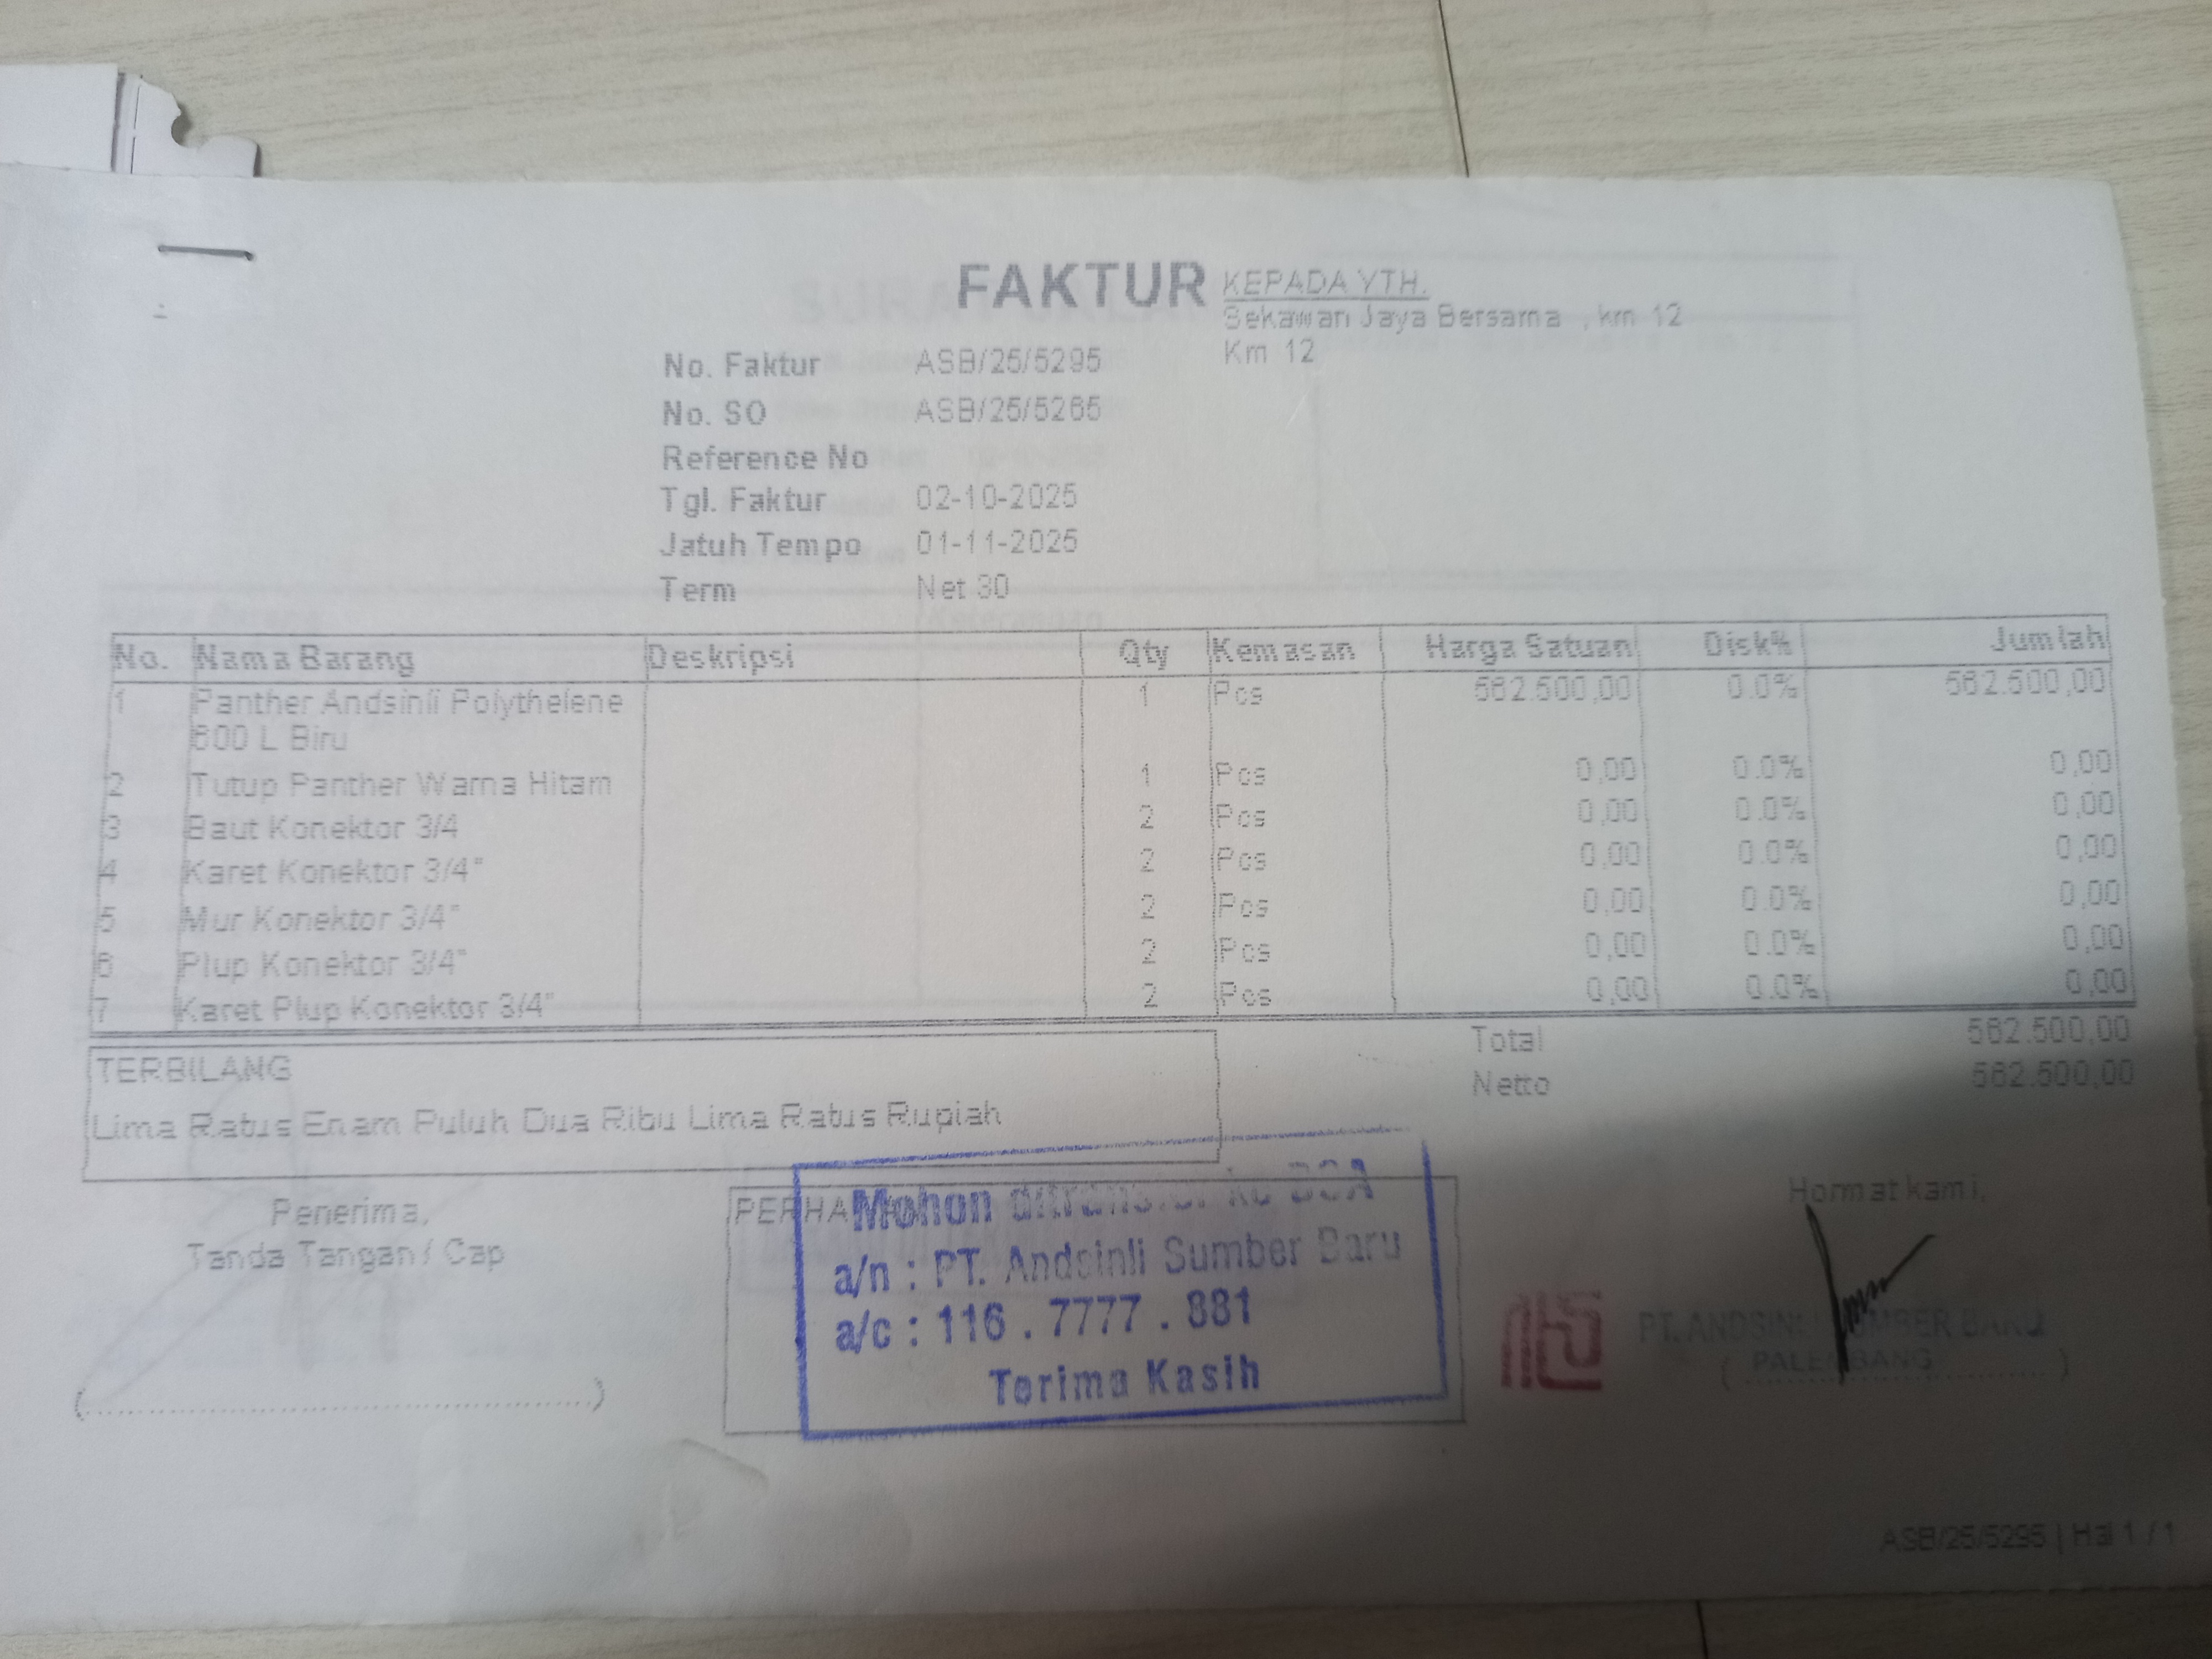 FAKTUR
KEPADA YTH.
Sekawan Jaya Bersama , km 12
Km 12
No. Faktur ASB/25/5295
No. SO ASB/25/5265
Reference No
Tgl. Faktur 02-10-2025
Jatuh Tempo 01-11-2025
Term Net 30
No. Nama Barang Deskripsi Qty Kemasan Harga Satuan Disk% Jumlah
1 Panther Andsinli Polythelene 1 Pcs 562.500,00 0.0% 562.500,00
600 L Biru
2 Tutup Panther Warna Hitam 1 Pcs 0,00 0.0% 0,00
3 Baut Konektor 3/4 2 Pcs 0,00 0.0% 0,00
4 Karet Konektor 3/4" 2 Pcs 0,00 0.0% 0,00
5 Mur Konektor 3/4" 2 Pcs 0,00 0.0% 0,00
6 Plup Konektor 3/4" 2 Pcs 0,00 0.0% 0,00
7 Karet Plup Konektor 3/4" 2 Pcs 0,00 0.0% 0,00
Total 562.500,00
Netto 562.500,00
TERBILANG
Lima Ratus Enam Puluh Dua Ribu Lima Ratus Rupiah
Penerima,
Tanda Tangan / Cap
(........................................)
Mohon ditransfer ke BCA
a/n : PT. Andsinli Sumber Baru
a/c : 116 . 7777 . 881
Terima Kasih
Hormat kami,
PT. ANDSINLI SUMBER BARU
( PALEMBANG )
ASB/25/5295 | Hal 1 / 1